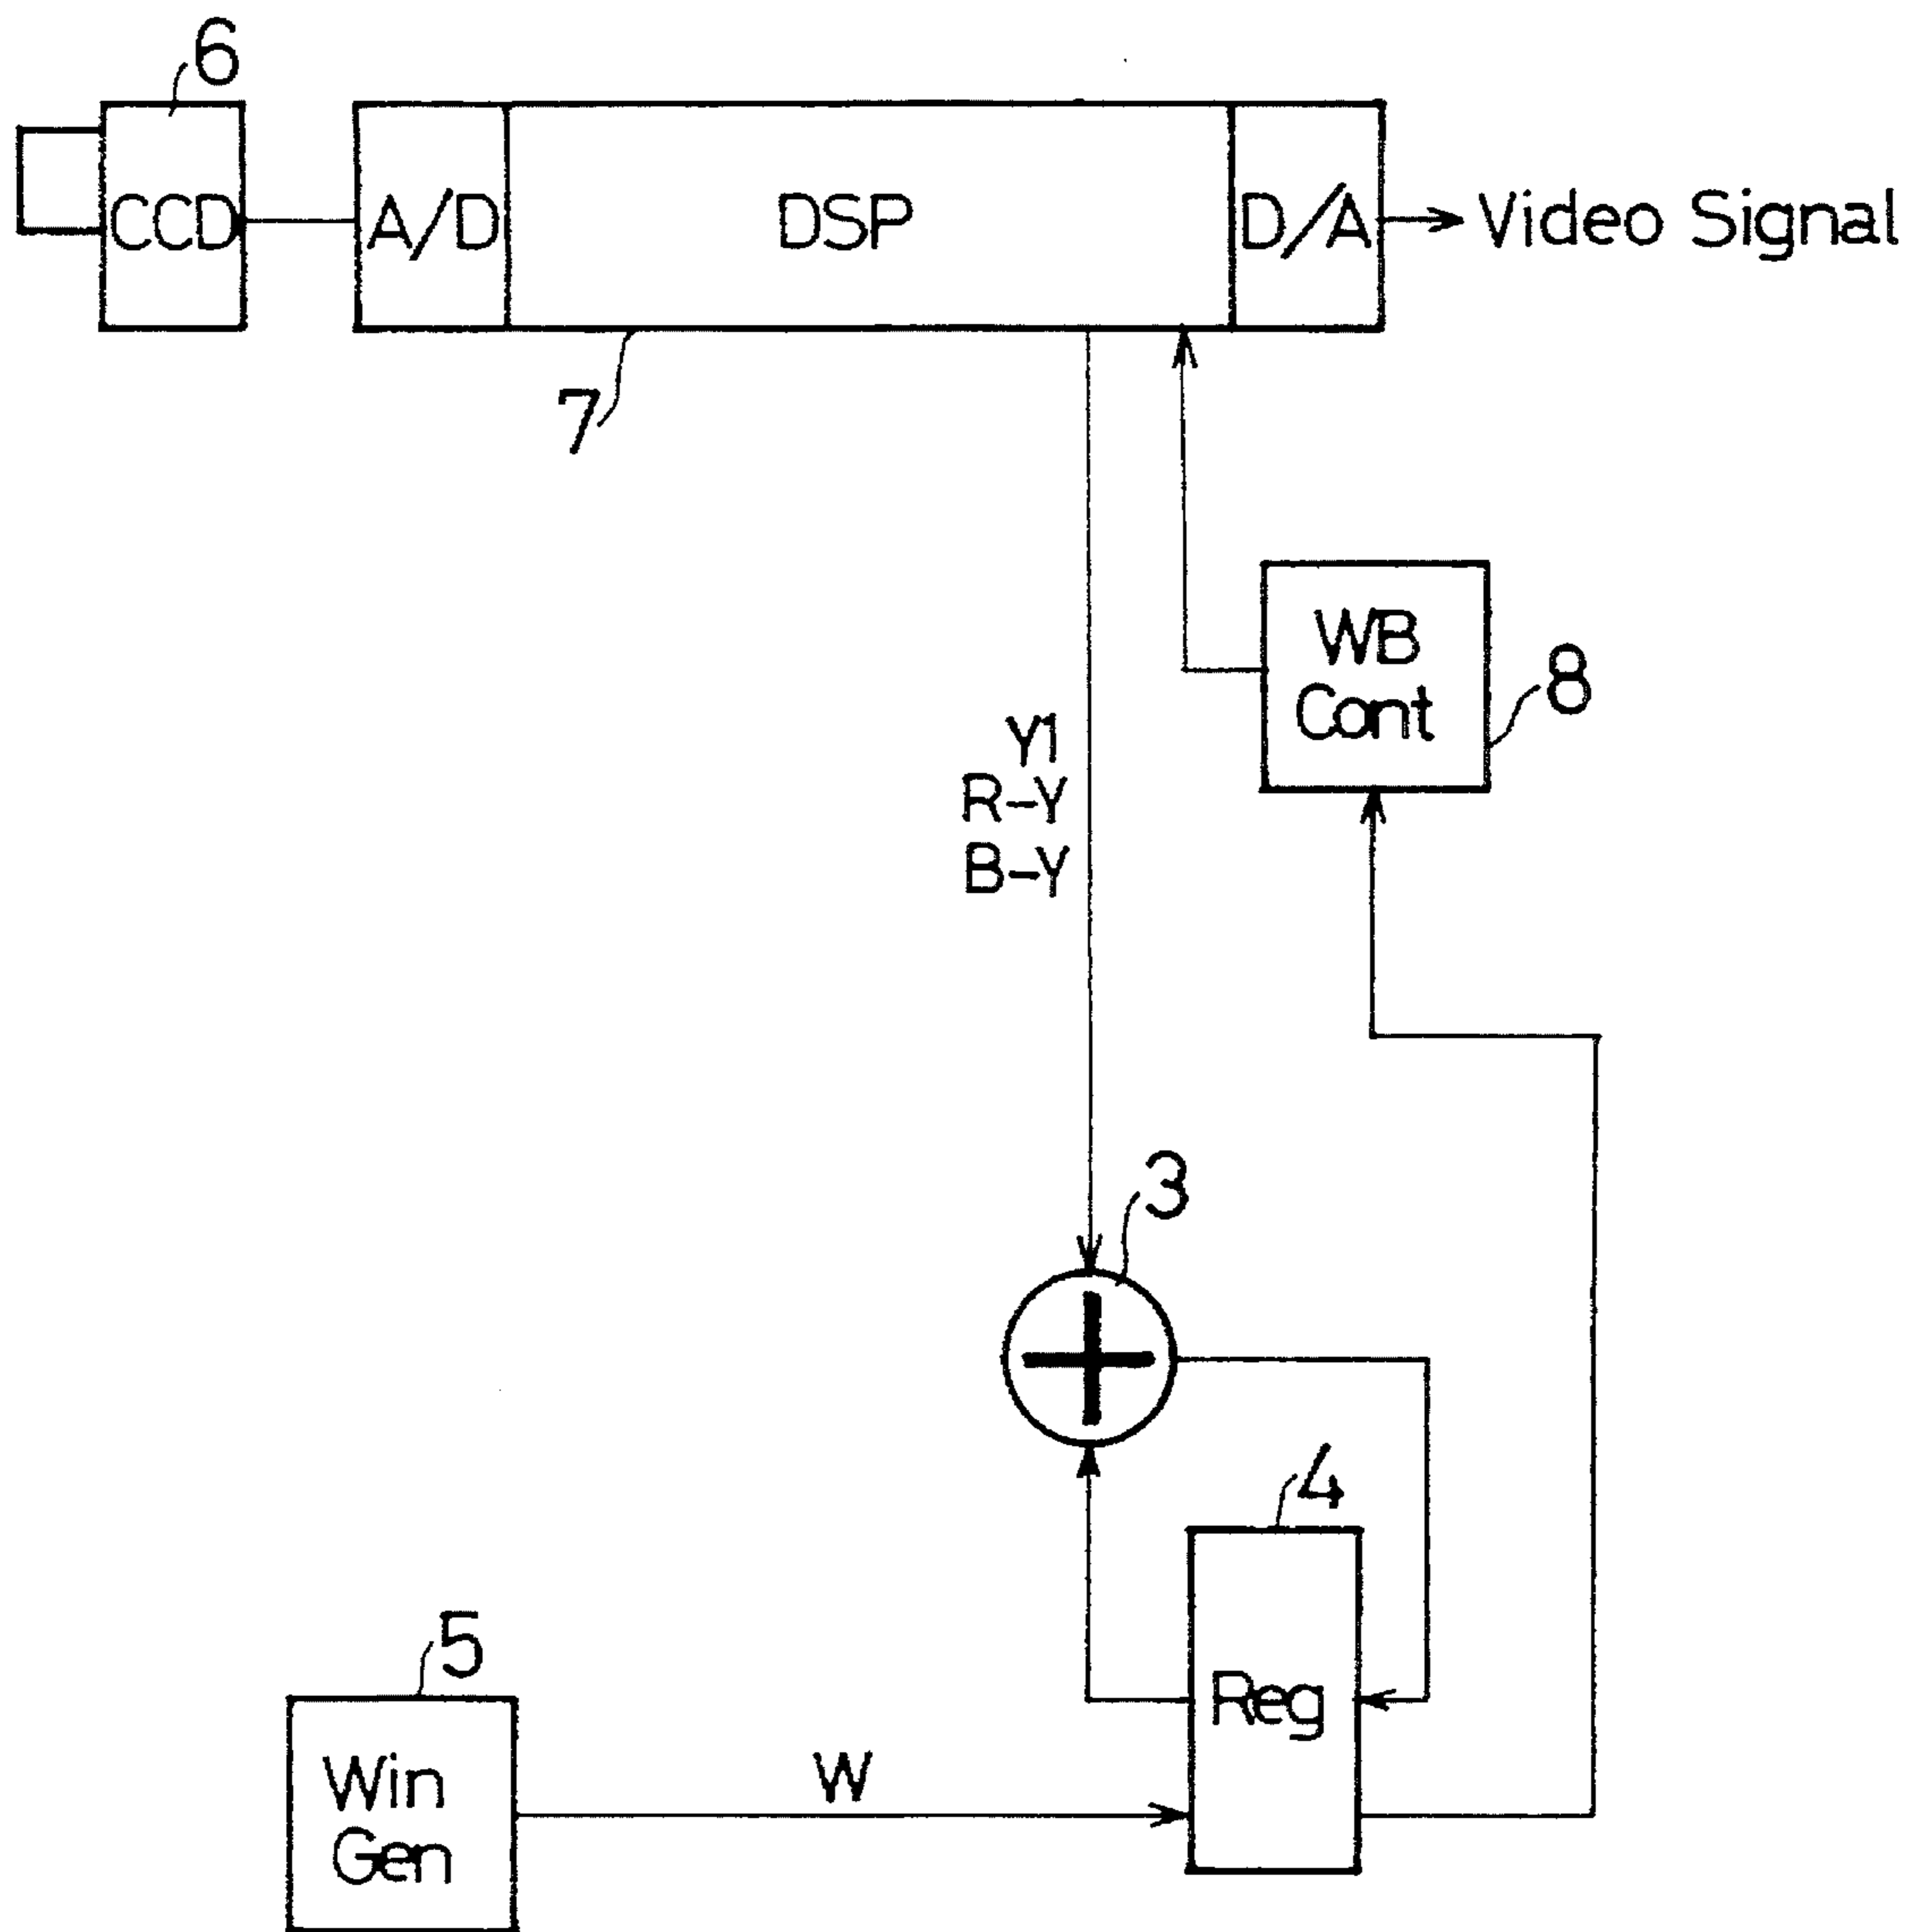 6
CCD
A/D
DSP
D/A
Video Signal
7
WB
Cont
8
Y1
R-Y
B-Y
3
4
Reg
5
Win
Gen
W